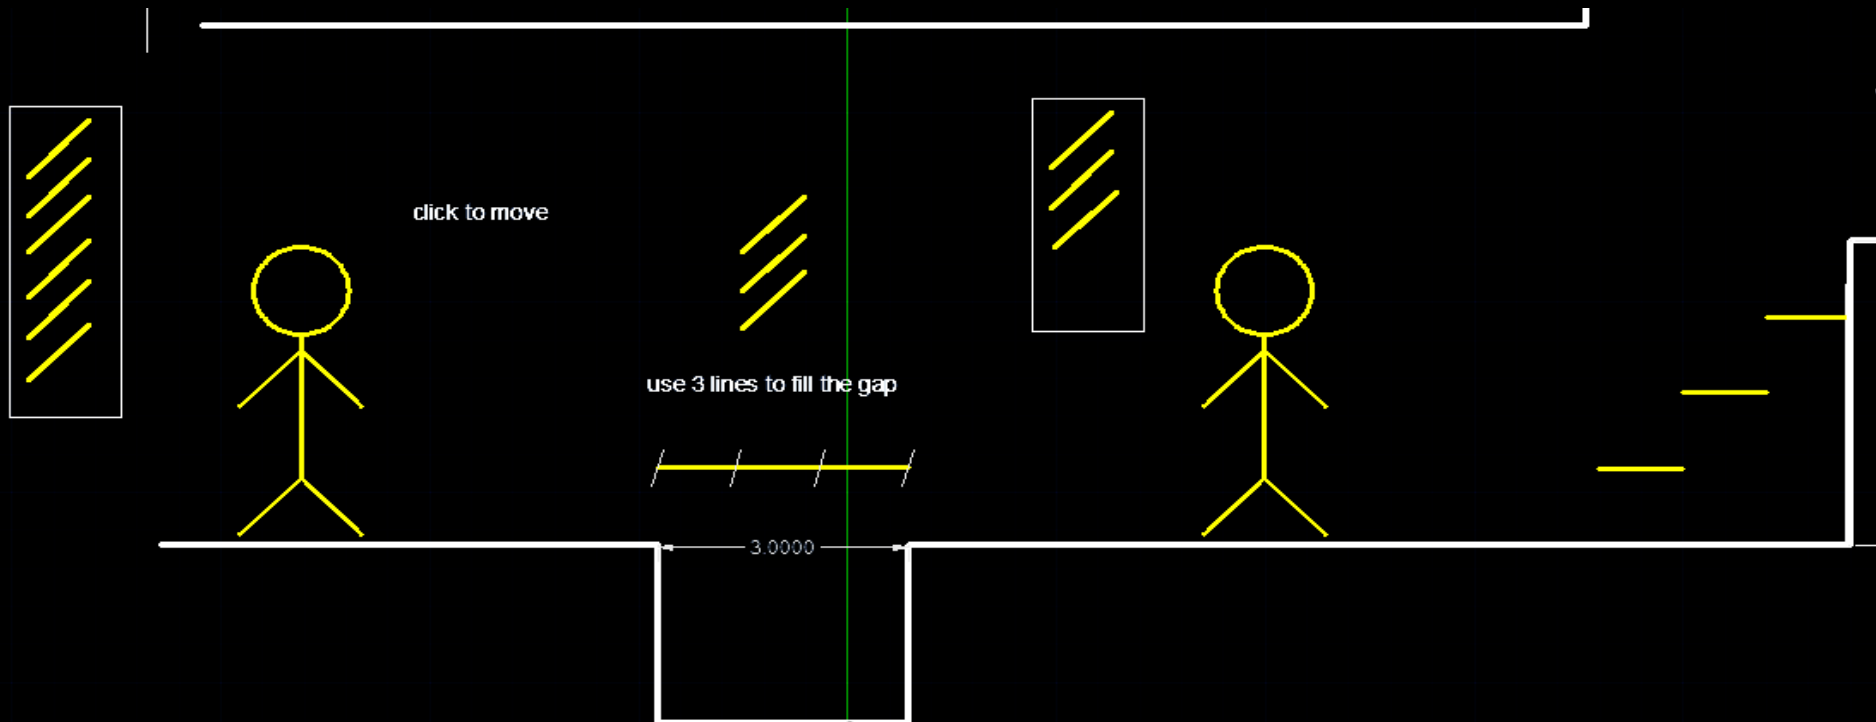 click to move
use 3 lines to fill the gap
3.0000